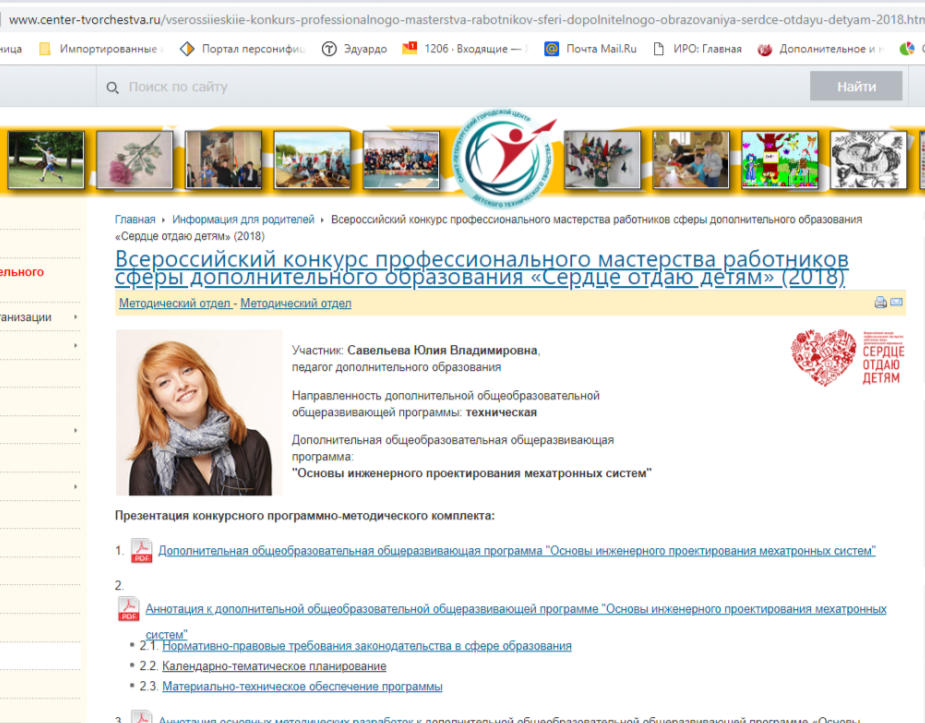 www.center-tvorchestva.ru/vserossiieskiie-konkurs-professionalnogo-masterstva-rabotnikov-sferi-dopolnitelnogo-obrazovaniya-serdce-otdayu-detyam-2018.htm
ница Импортированные Портал персонифиц Эдуардо 1206 · Входящие — Почта Mail.Ru ИРО: Главная Дополнительное и н
Поиск по сайту Найти
Главная Информация для родителей Всероссийский конкурс профессионального мастерства работников сферы дополнительного образования
«Сердце отдаю детям» (2018)
Всероссийский конкурс профессионального мастерства работников
сферы дополнительного образования «Сердце отдаю детям» (2018)
ельного
Методический отдел - Методический отдел
ганизации
Участник: Савельева Юлия Владимировна,
педагог дополнительного образования
СЕРДЦЕ
ОТДАЮ
ДЕТЯМ
Направленность дополнительной общеобразовательной
общеразвивающей программы: техническая
Дополнительная общеобразовательная общеразвивающая
программа:
"Основы инженерного проектирования мехатронных систем"
Презентация конкурсного программно-методического комплекта:
1. PDF Дополнительная общеобразовательная общеразвивающая программа "Основы инженерного проектирования мехатронных систем"
2.
PDF Аннотация к дополнительной общеобразовательной общеразвивающей программе "Основы инженерного проектирования мехатронных
систем"
2.1. Нормативно-правовые требования законодательства в сфере образования
2.2. Календарно-тематическое планирование
2.3. Материально-техническое обеспечение программы
3. Аннотация основных методических разработок к дополнительной общеобразовательной общеразвивающей программе «Основы